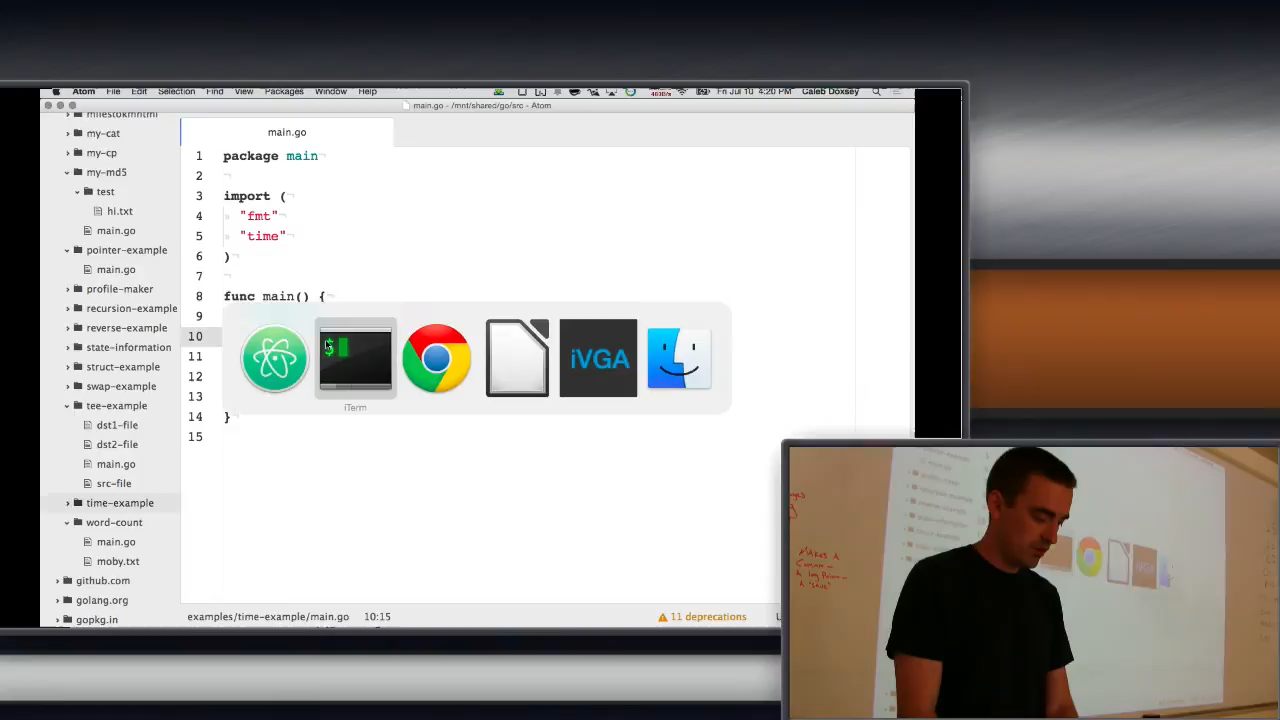 Atom File Edit Selection Find View Packages Window Help Fri Jul 10 4:20 PM Caleb Doxsey
main.go - /mnt/shared/go/src - Atom
my-cat
my-cp
my-md5
test
hi.txt
main.go
pointer-example
main.go
profile-maker
recursion-example
reverse-example
state-information
struct-example
swap-example
tee-example
dst1-file
dst2-file
main.go
src-file
time-example
word-count
main.go
moby.txt
github.com
golang.org
gopkg.in
main.go
1 package main
2
3 import (
4 "fmt"
5 "time"
6 )
7
8 func main() {
9
10
11
12
13
14 }
15
$
iVGA
iTerm
examples/time-example/main.go 10:15 11 deprecations
MAKES A